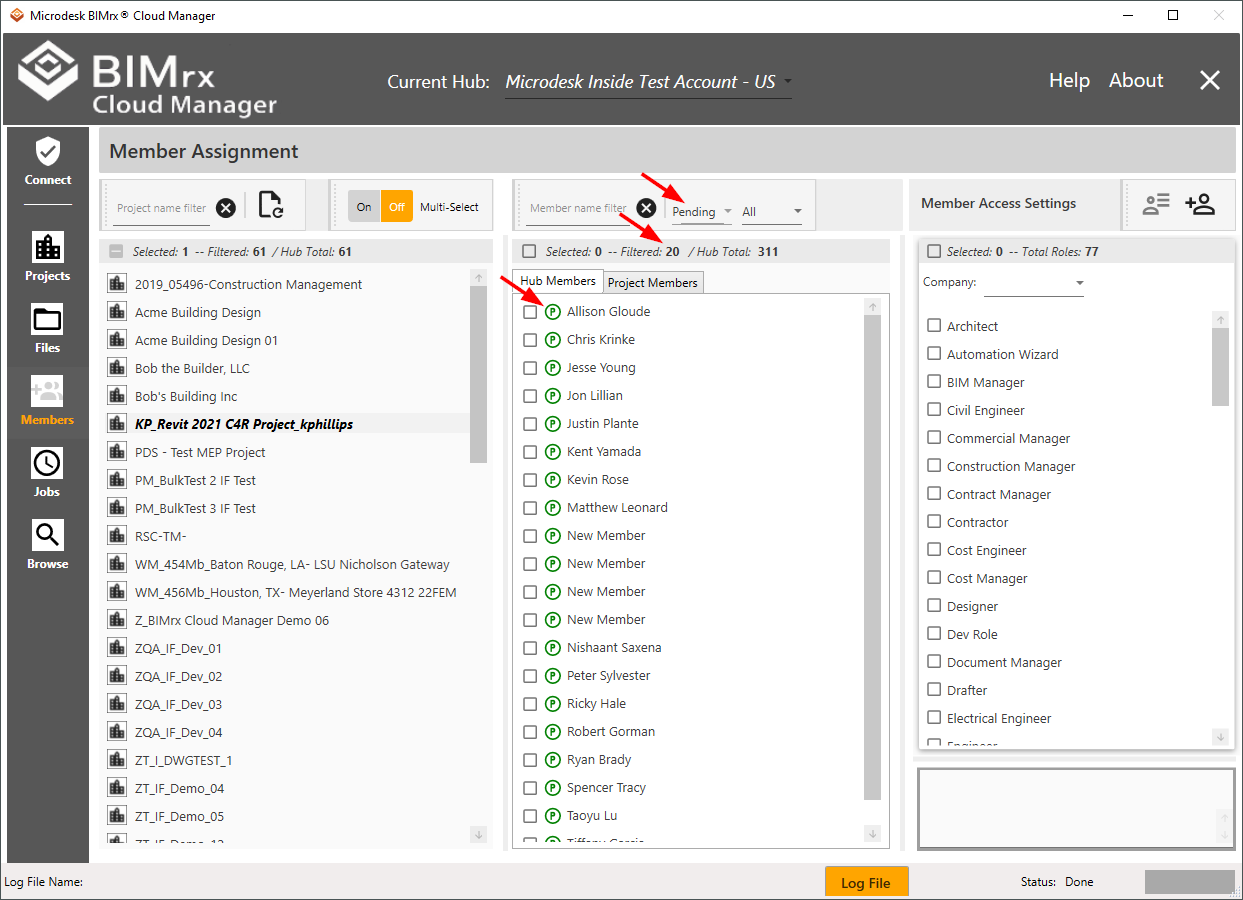 Microdesk BIMrx® Cloud Manager
BIMrx
Cloud Manager
Current Hub: Microdesk Inside Test Account - US
Help About
Connect
Projects
Files
Members
Jobs
Browse
Member Assignment
Project name filter
On Off Multi-Select
Selected: 1 -- Filtered: 61 / Hub Total: 61
2019_05496-Construction Management
Acme Building Design
Acme Building Design 01
Bob the Builder, LLC
Bob's Building Inc
KP_Revit 2021 C4R Project_kphillips
PDS - Test MEP Project
PM_BulkTest 2 IF Test
PM_BulkTest 3 IF Test
RSC-TM-
WM_454Mb_Baton Rouge, LA- LSU Nicholson Gateway
WM_456Mb_Houston, TX- Meyerland Store 4312 22FEM
Z_BIMrx Cloud Manager Demo 06
ZQA_IF_Dev_01
ZQA_IF_Dev_02
ZQA_IF_Dev_03
ZQA_IF_Dev_04
ZT_I_DWGTEST_1
ZT_IF_Demo_04
ZT_IF_Demo_05
ZT_IF_Demo_12
Member name filter
Pending All
Selected: 0 -- Filtered: 20 / Hub Total: 311
Hub Members Project Members
P Allison Gloude
P Chris Krinke
P Jesse Young
P Jon Lillian
P Justin Plante
P Kent Yamada
P Kevin Rose
P Matthew Leonard
P New Member
P New Member
P New Member
P New Member
P Nishaant Saxena
P Peter Sylvester
P Ricky Hale
P Robert Gorman
P Ryan Brady
P Spencer Tracy
P Taoyu Lu
Tiffany
Member Access Settings
Selected: 0 -- Total Roles: 77
Company:
Architect
Automation Wizard
BIM Manager
Civil Engineer
Commercial Manager
Construction Manager
Contract Manager
Contractor
Cost Engineer
Cost Manager
Designer
Dev Role
Document Manager
Drafter
Electrical Engineer
Engineer
Log File Name:
Log File
Status: Done